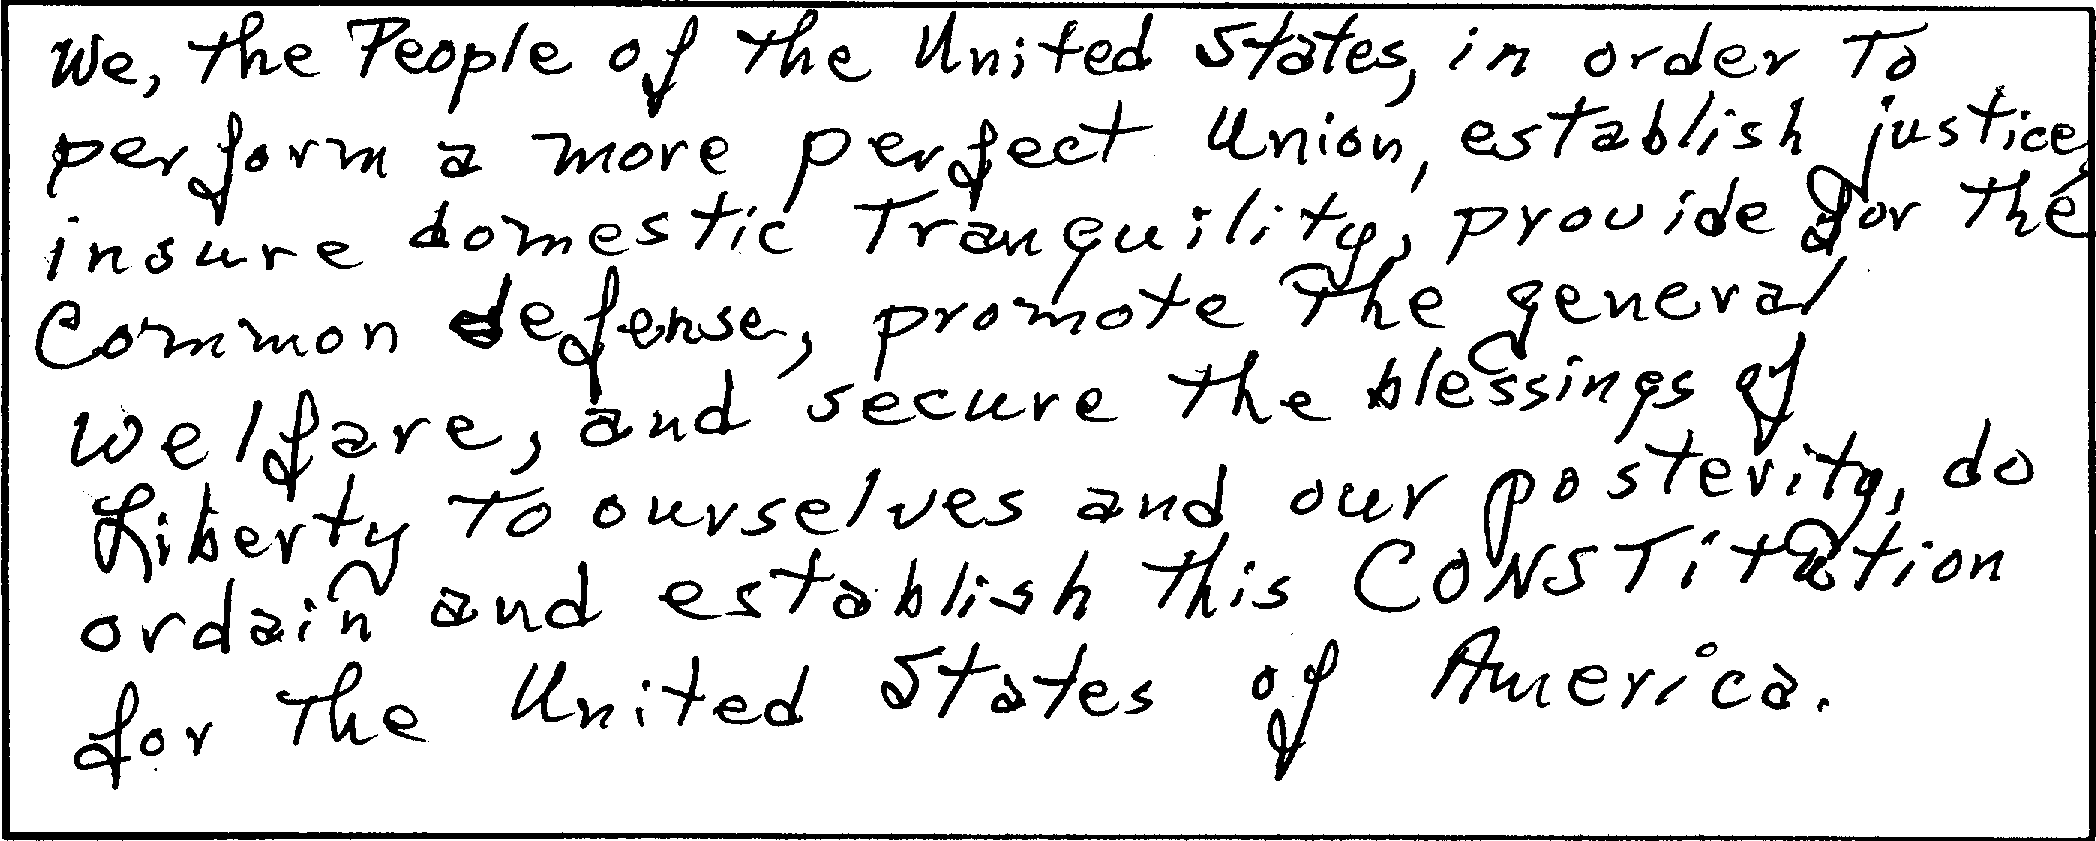 We, the People of the United States, in order to
perform a more perfect Union, establish justice,
insure domestic Tranquility, provide for the
Common defense, promote the general
welfare, and secure the blessings of
Liberty to ourselves and our posterity, do
ordain and establish this CONSTitution
for the United States of America.